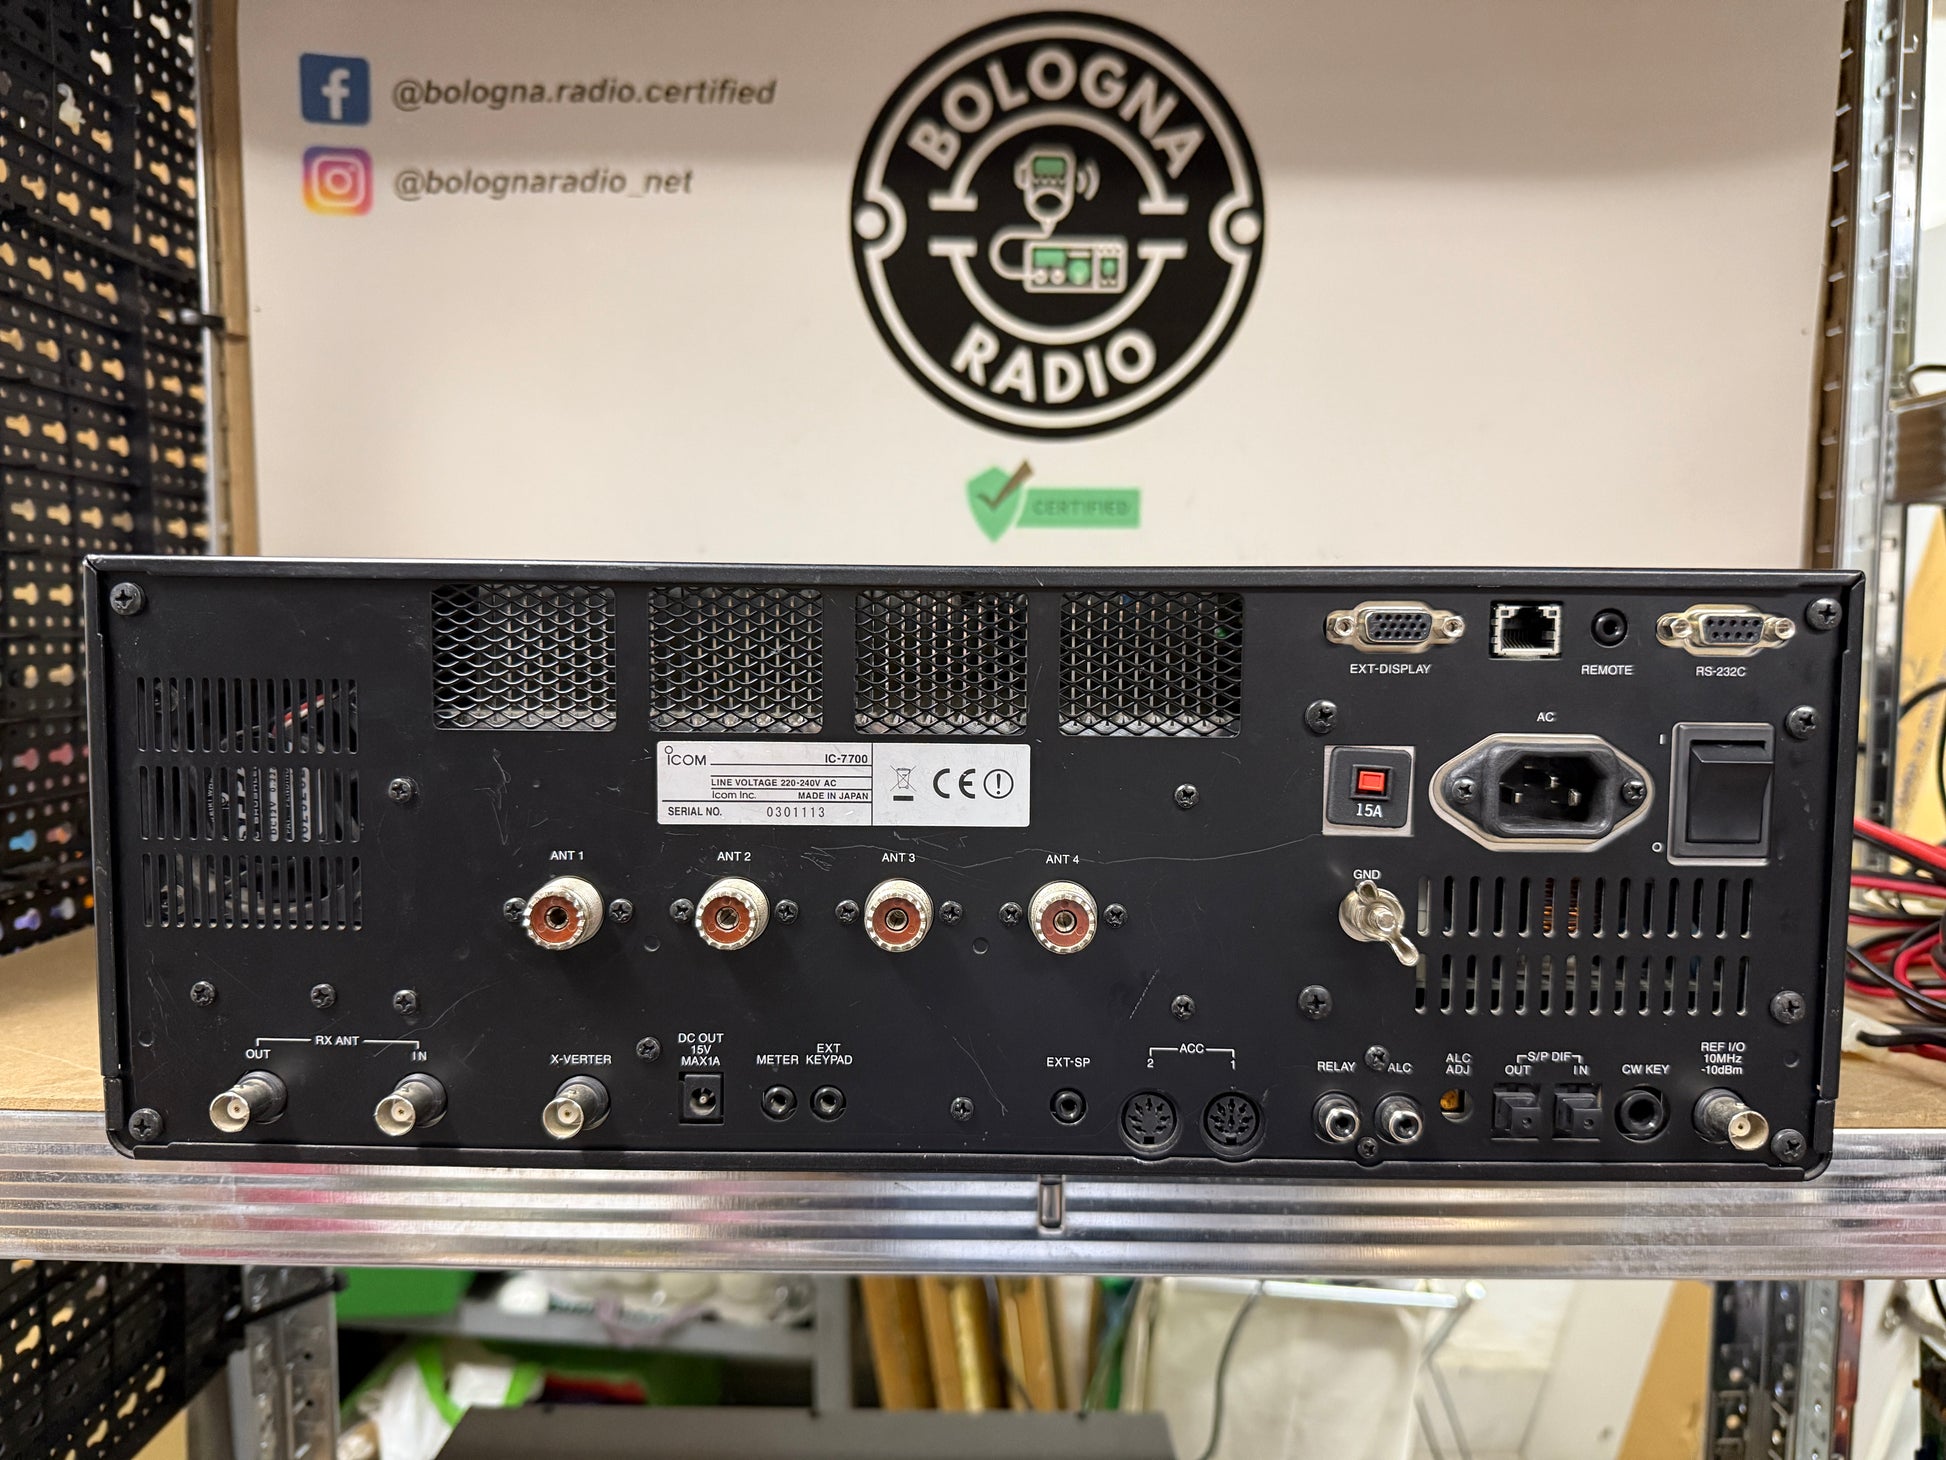 @bologna.radio.certified
@bolognaradio_net
BOLOGNA
RADIO
CERTIFIED
EXT-DISPLAY
REMOTE
RS-232C
AC
ICOM
IC-7700
LINE VOLTAGE 220-240V AC
Icom Inc.
MADE IN JAPAN
SERIAL NO.
0301113
CE
15A
ANT 1
ANT 2
ANT 3
ANT 4
GND
RX ANT
OUT
IN
X-VERTER
DC OUT
15V
MAX1A
METER
EXT
KEYPAD
EXT-SP
ACC
2
1
RELAY
ALC
ALC
ADJ
S/P DIF
OUT
IN
CW KEY
REF I/O
10MHz
-10dBm